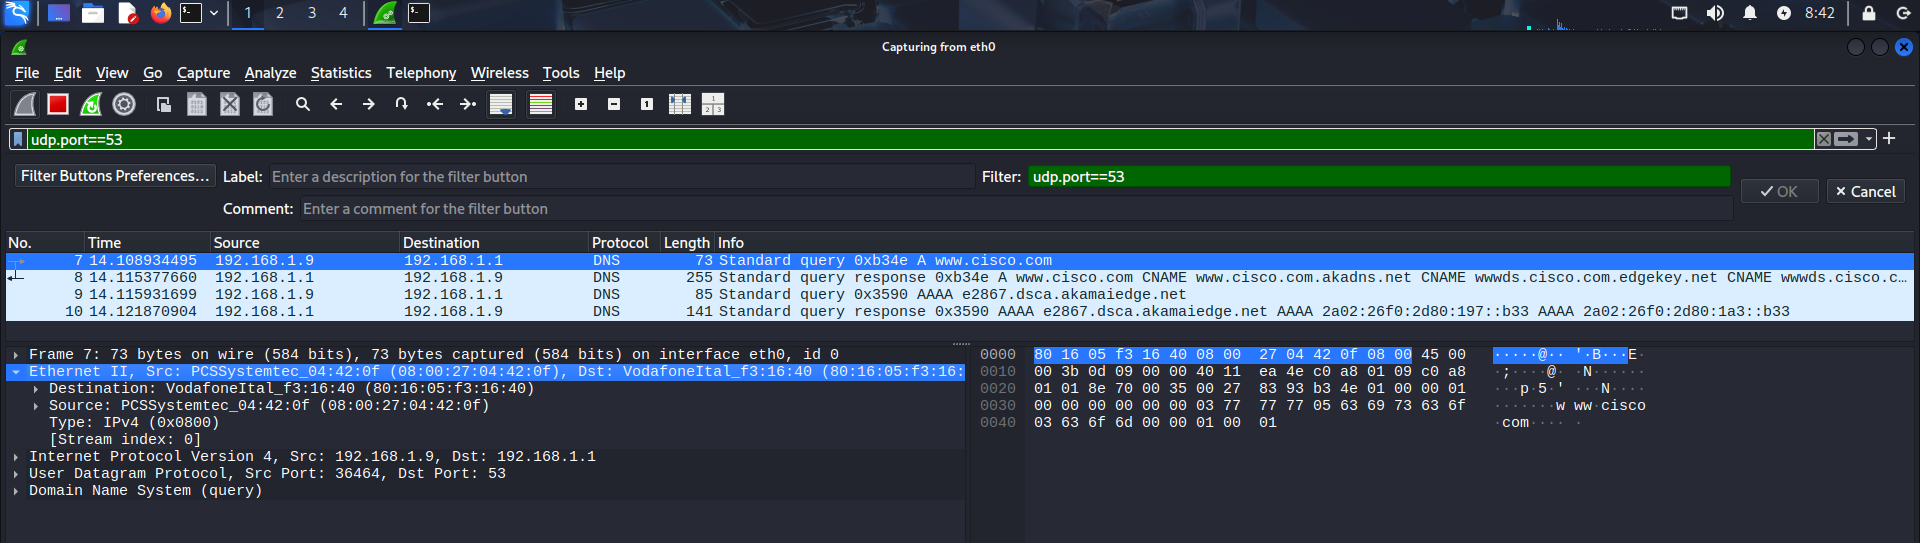 1 2 3 4 8:42
Capturing from eth0
File Edit View Go Capture Analyze Statistics Telephony Wireless Tools Help
udp.port==53
Filter Buttons Preferences... Label: Enter a description for the filter button Filter: udp.port==53
Comment: Enter a comment for the filter button OK Cancel
No. Time Source Destination Protocol Length Info
7 14.108934495 192.168.1.9 192.168.1.1 DNS 73 Standard query 0xb34e A www.cisco.com
8 14.115377660 192.168.1.1 192.168.1.9 DNS 255 Standard query response 0xb34e A www.cisco.com CNAME www.cisco.com.akadns.net CNAME wwwds.cisco.com.edgekey.net CNAME wwwds.cisco.c…
9 14.115931699 192.168.1.9 192.168.1.1 DNS 85 Standard query 0x3590 AAAA e2867.dsca.akamaiedge.net
10 14.121870904 192.168.1.1 192.168.1.9 DNS 141 Standard query response 0x3590 AAAA e2867.dsca.akamaiedge.net AAAA 2a02:26f0:2d80:197::b33 AAAA 2a02:26f0:2d80:1a3::b33
Frame 7: 73 bytes on wire (584 bits), 73 bytes captured (584 bits) on interface eth0, id 0
Ethernet II, Src: PCSSystemtec_04:42:0f (08:00:27:04:42:0f), Dst: VodafoneItal_f3:16:40 (80:16:05:f3:16:
Destination: VodafoneItal_f3:16:40 (80:16:05:f3:16:40)
Source: PCSSystemtec_04:42:0f (08:00:27:04:42:0f)
Type: IPv4 (0x0800)
[Stream index: 0]
Internet Protocol Version 4, Src: 192.168.1.9, Dst: 192.168.1.1
User Datagram Protocol, Src Port: 36464, Dst Port: 53
Domain Name System (query)
0000 80 16 05 f3 16 40 08 00 27 04 42 0f 08 00 45 00 ·····@·· '·B···E·
0010 00 3b 0d 09 00 00 40 11 ea 4e c0 a8 01 09 c0 a8 ·;····@· ·N······
0020 01 01 8e 70 00 35 00 27 83 93 b3 4e 01 00 00 01 ···p·5·' ···N····
0030 00 00 00 00 00 00 03 77 77 77 05 63 69 73 63 6f ·······w ww·cisco
0040 03 63 6f 6d 00 00 01 00 01 ·com···· ·